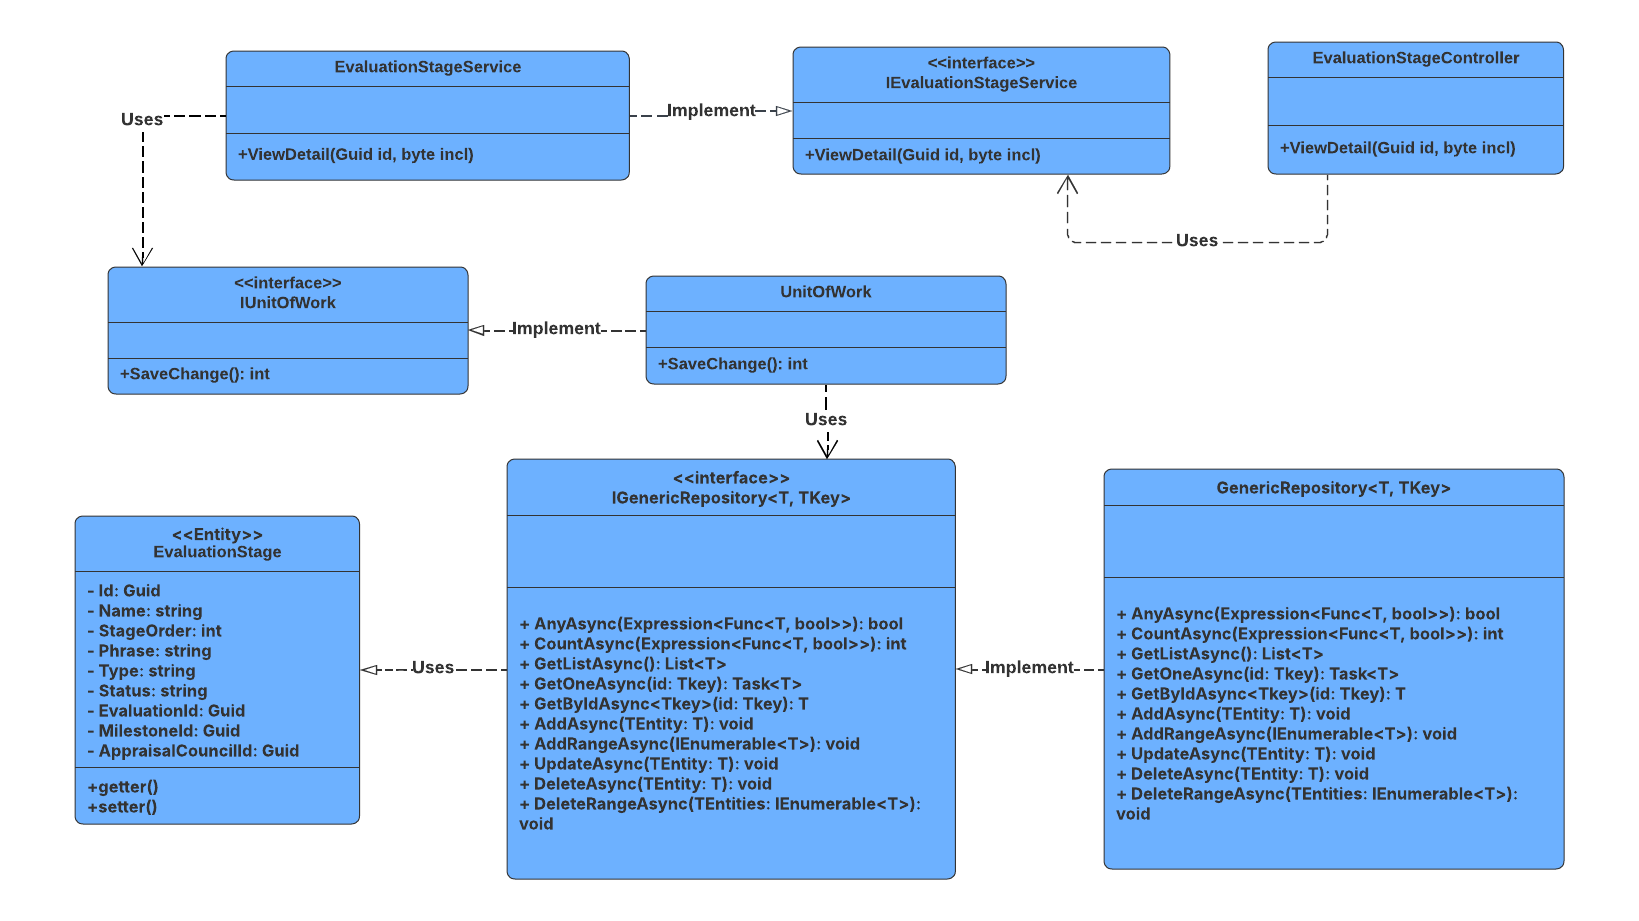 EvaluationStageService
+ViewDetail(Guid id, byte incl)
Implement
<<interface>>
IEvaluationStageService
+ViewDetail(Guid id, byte incl)
EvaluationStageController
+ViewDetail(Guid id, byte incl)
Uses
Uses
<<interface>>
IUnitOfWork
+SaveChange(): int
Implement
UnitOfWork
+SaveChange(): int
Uses
<<Entity>>
EvaluationStage
- Id: Guid
- Name: string
- StageOrder: int
- Phrase: string
- Type: string
- Status: string
- EvaluationId: Guid
- MilestoneId: Guid
- AppraisalCouncilId: Guid
+getter()
+setter()
Uses
<<interface>>
IGenericRepository<T, TKey>
+ AnyAsync(Expression<Func<T, bool>>): bool
+ CountAsync(Expression<Func<T, bool>>): int
+ GetListAsync(): List<T>
+ GetOneAsync(id: Tkey): Task<T>
+ GetByIdAsync<Tkey>(id: Tkey): T
+ AddAsync(TEntity: T): void
+ AddRangeAsync(IEnumerable<T>): void
+ UpdateAsync(TEntity: T): void
+ DeleteAsync(TEntity: T): void
+ DeleteRangeAsync(TEntities: IEnumerable<T>):
void
Implement
GenericRepository<T, TKey>
+ AnyAsync(Expression<Func<T, bool>>): bool
+ CountAsync(Expression<Func<T, bool>>): int
+ GetListAsync(): List<T>
+ GetOneAsync(id: Tkey): Task<T>
+ GetByIdAsync<Tkey>(id: Tkey): T
+ AddAsync(TEntity: T): void
+ AddRangeAsync(IEnumerable<T>): void
+ UpdateAsync(TEntity: T): void
+ DeleteAsync(TEntity: T): void
+ DeleteRangeAsync(TEntities: IEnumerable<T>):
void